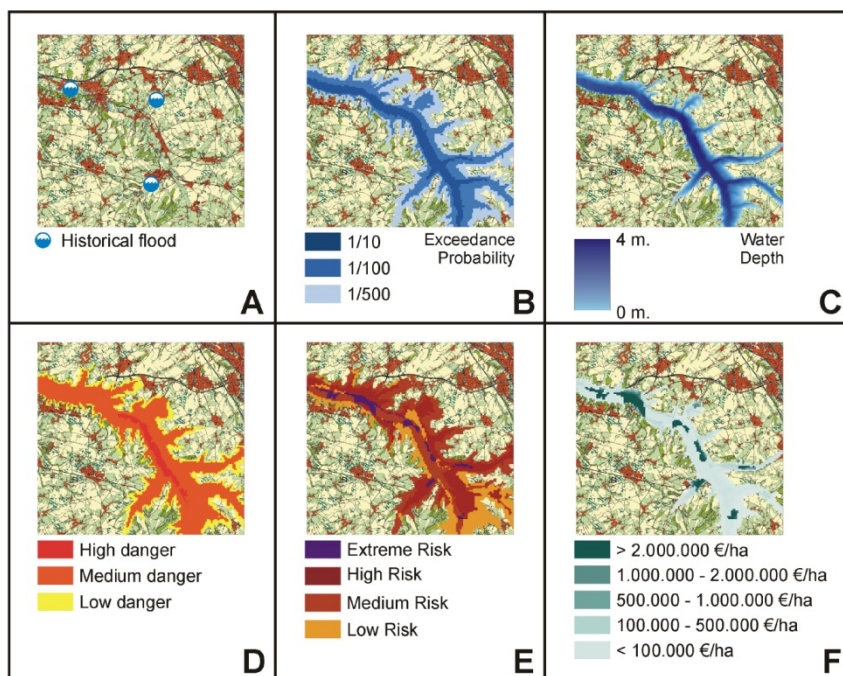 Historical flood
A
1/10
1/100
1/500
Exceedance
Probability
B
4 m.
0 m.
Water
Depth
C
High danger
Medium danger
Low danger
D
Extreme Risk
High Risk
Medium Risk
Low Risk
E
> 2.000.000 €/ha
1.000.000 - 2.000.000 €/ha
500.000 - 1.000.000 €/ha
100.000 - 500.000 €/ha
< 100.000 €/ha
F